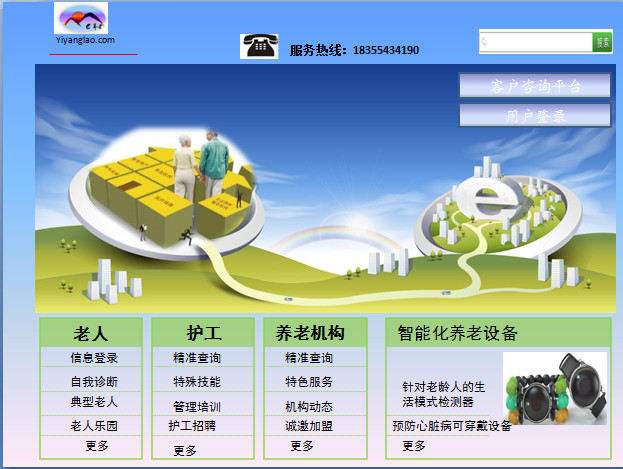 Yiyanglao.com
服务热线：18355434190
搜索
客户咨询平台
用户登录
老人
信息登录
自我诊断
典型老人
老人乐园
更多
护工
精准查询
特殊技能
管理培训
护工招聘
更多
养老机构
精准查询
特色服务
机构动态
诚邀加盟
更多
智能化养老设备
针对老龄人的生
活模式检测器
预防心脏病可穿戴设备
更多